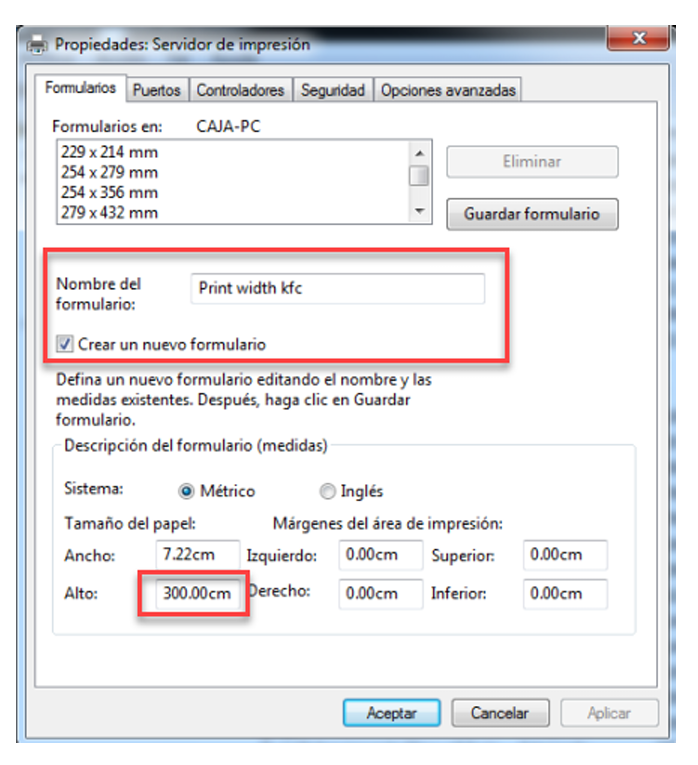 Propiedades: Servidor de impresión
Formularios Puertos Controladores Seguridad Opciones avanzadas
Formularios en: CAJA-PC
229 x 214 mm
254 x 279 mm
254 x 356 mm
279 x 432 mm
Eliminar
Guardar formulario
Nombre del
formulario:
Print width kfc
Crear un nuevo formulario
Defina un nuevo formulario editando el nombre y las
medidas existentes. Después, haga clic en Guardar
formulario.
Descripción del formulario (medidas)
Sistema: Métrico Inglés
Tamaño del papel: Márgenes del área de impresión:
Ancho: 7.22cm Izquierdo: 0.00cm Superior: 0.00cm
Alto: 300.00cm Derecho: 0.00cm Inferior: 0.00cm
Aceptar Cancelar Aplicar